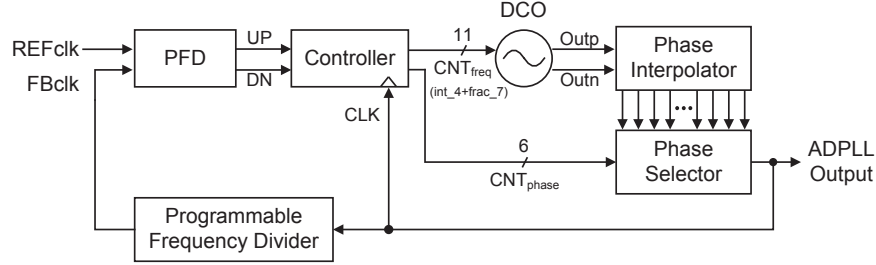 DCO
REFclk
FBclk
PFD
UP
DN
Controller
CLK
11
CNTfreq
(int_4+frac_7)
Outp
Outn
Phase
Interpolator
...
6
CNTphase
Phase
Selector
ADPLL
Output
Programmable
Frequency Divider